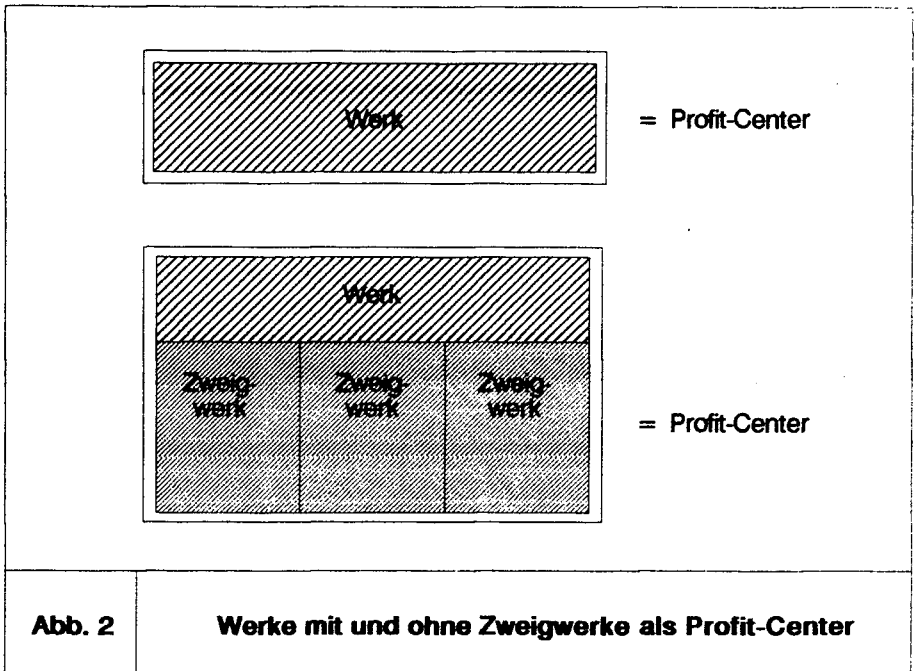 Werk
= Profit-Center
Werk
Zweig-
werk
Zweig-
werk
Zweig-
werk
= Profit-Center
Abb. 2
Werke mit und ohne Zweigwerke als Profit-Center